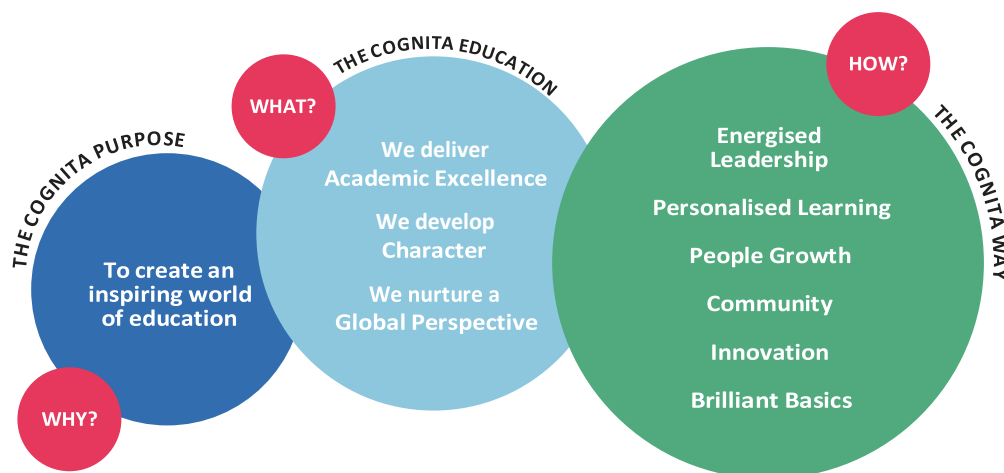 THE COGNITA PURPOSE
To create an
inspiring world
of education
WHY?
THE COGNITA EDUCATION
WHAT?
We deliver
Academic Excellence
We develop
Character
We nurture a
Global Perspective
THE COGNITA WAY
HOW?
Energised
Leadership
Personalised Learning
People Growth
Community
Innovation
Brilliant Basics